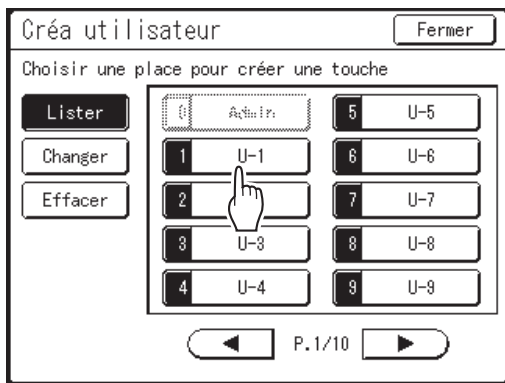 Créa utilisateur Fermer
Choisir une place pour créer une touche
Lister 0 Admin. 5 U-5
Changer 1 U-1 6 U-6
Effacer 2 7 U-7
3 U-3 8 U-8
4 U-4 9 U-9
P.1/10